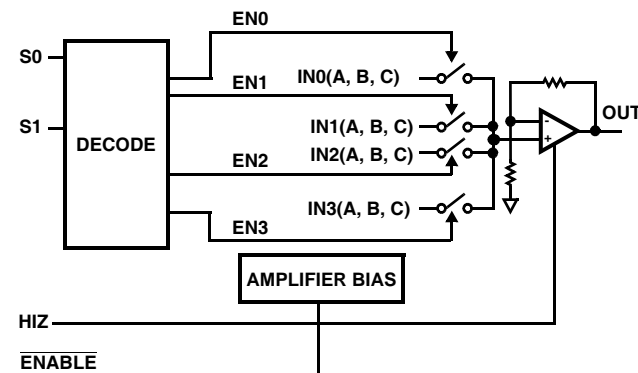 EN0
S0
IN0(A, B, C)
EN1
OUT
S1
DECODE
IN1(A, B, C)
-
+
EN2
IN2(A, B, C)
IN3(A, B, C)
EN3
AMPLIFIER BIAS
HIZ
ENABLE